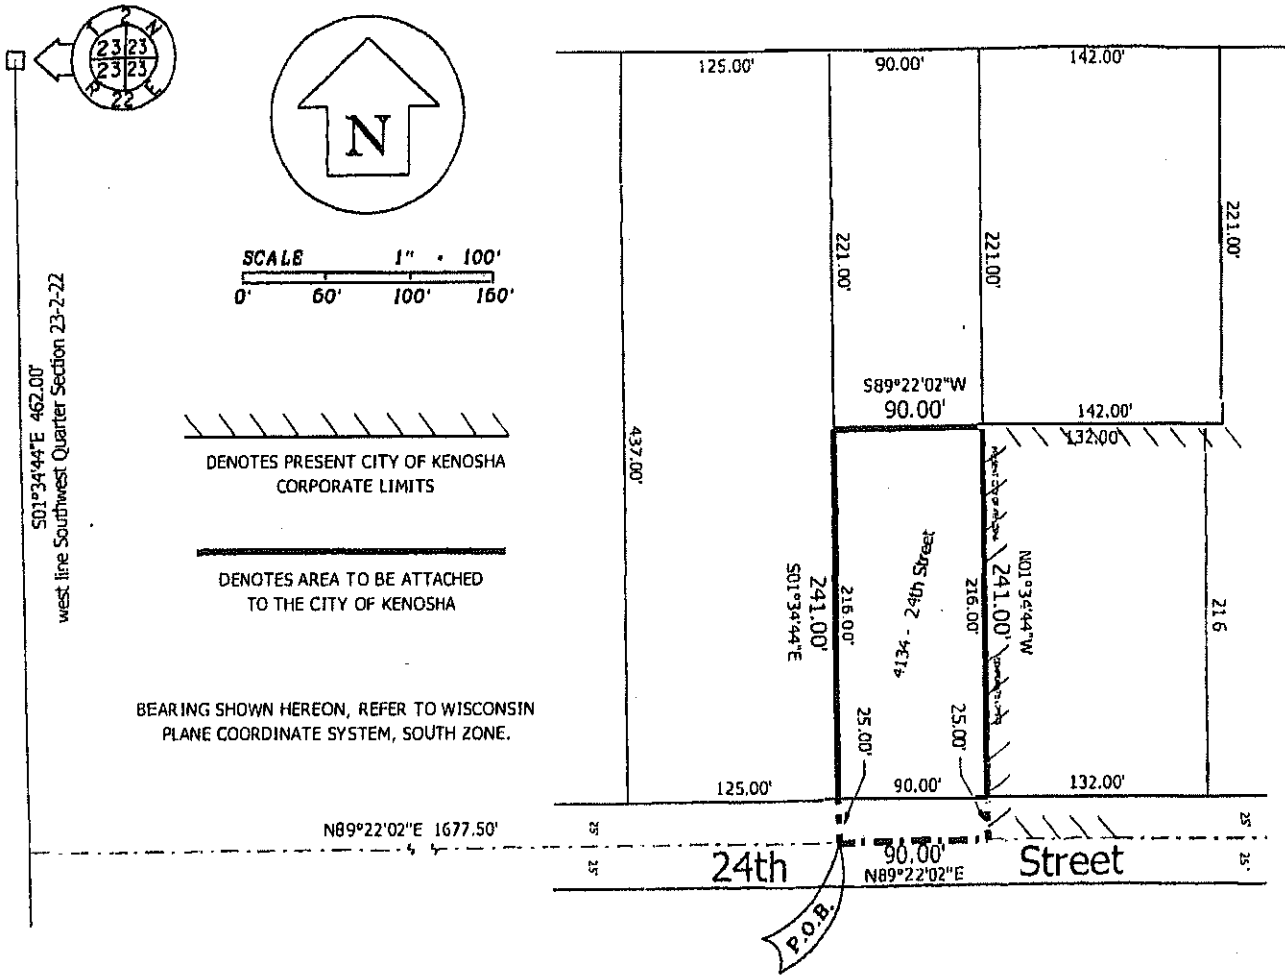 T 2 N
23 23
23 23
R 22 E
N
SCALE 1" · 100'
0' 60' 100' 160'
S01°34'44"E 462.00'
west line Southwest Quarter Section 23-2-22
DENOTES PRESENT CITY OF KENOSHA
CORPORATE LIMITS
DENOTES AREA TO BE ATTACHED
TO THE CITY OF KENOSHA
BEARING SHOWN HEREON, REFER TO WISCONSIN
PLANE COORDINATE SYSTEM, SOUTH ZONE.
125.00'
90.00'
142.00'
221.00'
221.00'
221.00'
437.00'
S89°22'02"W
90.00'
142.00'
132.00'
S01°34'44"E
241.00'
216.00'
4134 - 24th Street
216.00'
241.00'
N01°34'44"W
216
25.00'
25.00'
125.00'
90.00'
132.00'
N89°22'02"E 1677.50'
25'
25'
25'
25'
24th
90.00'
N89°22'02"E
Street
P.O.B.